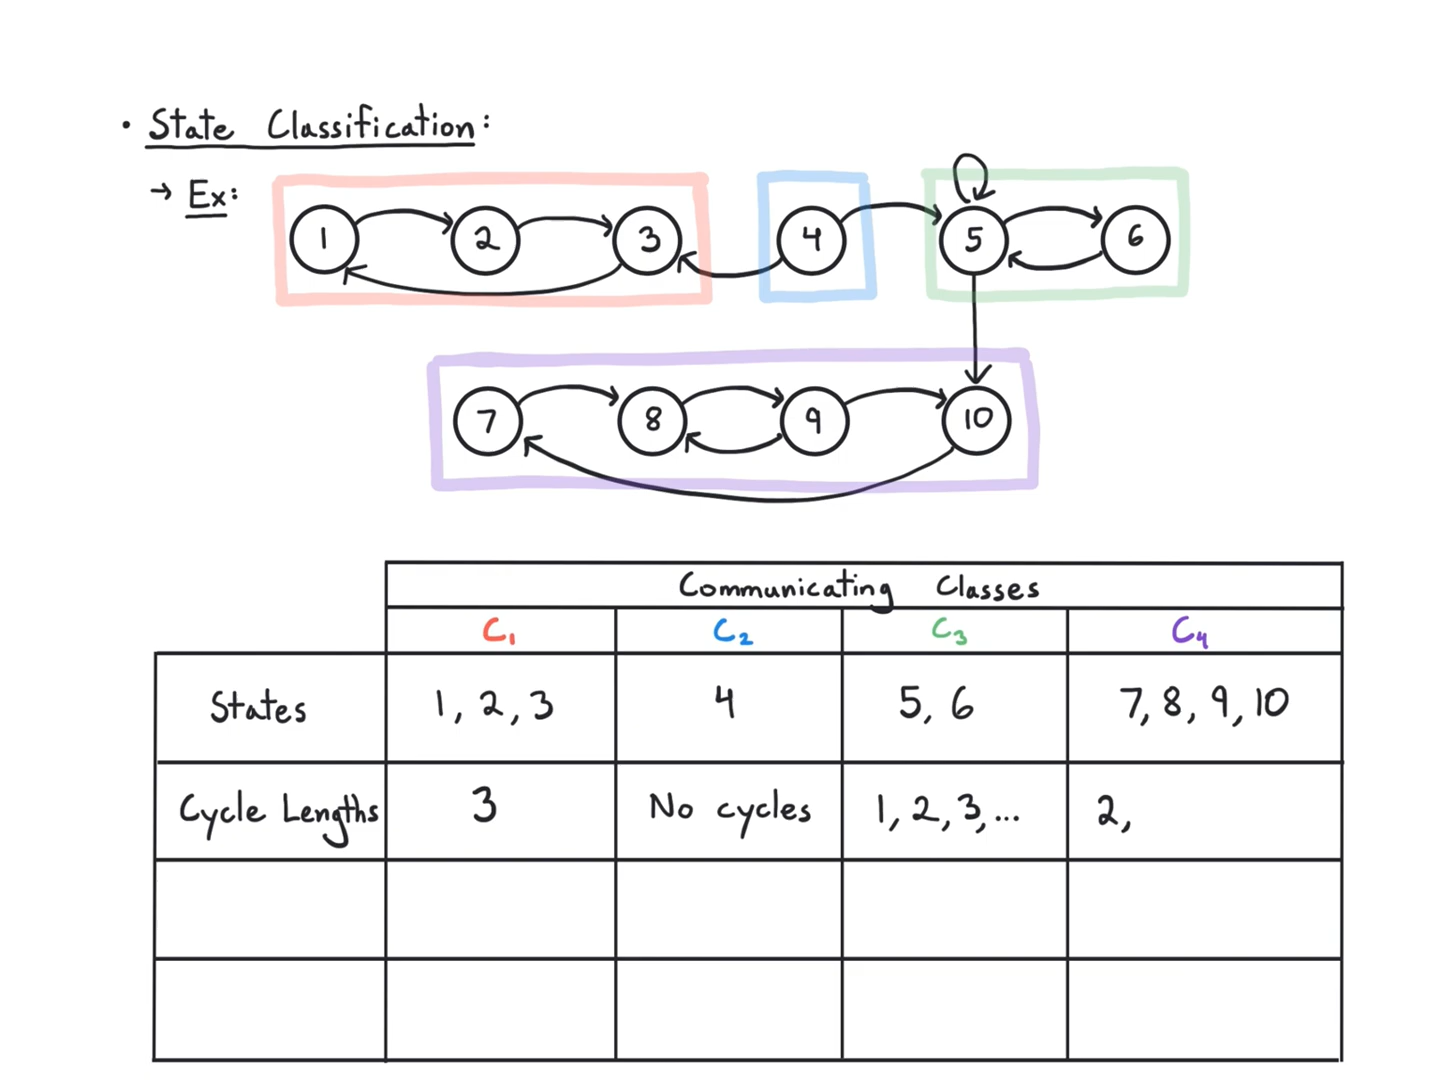 • State Classification:
→ Ex:
1 2 3 4 5 6
7 8 9 10
Communicating Classes
C₁ C₂ C₃ C₄
States 1, 2, 3 4 5, 6 7, 8, 9, 10
Cycle Lengths 3 No cycles 1, 2, 3, ... 2,